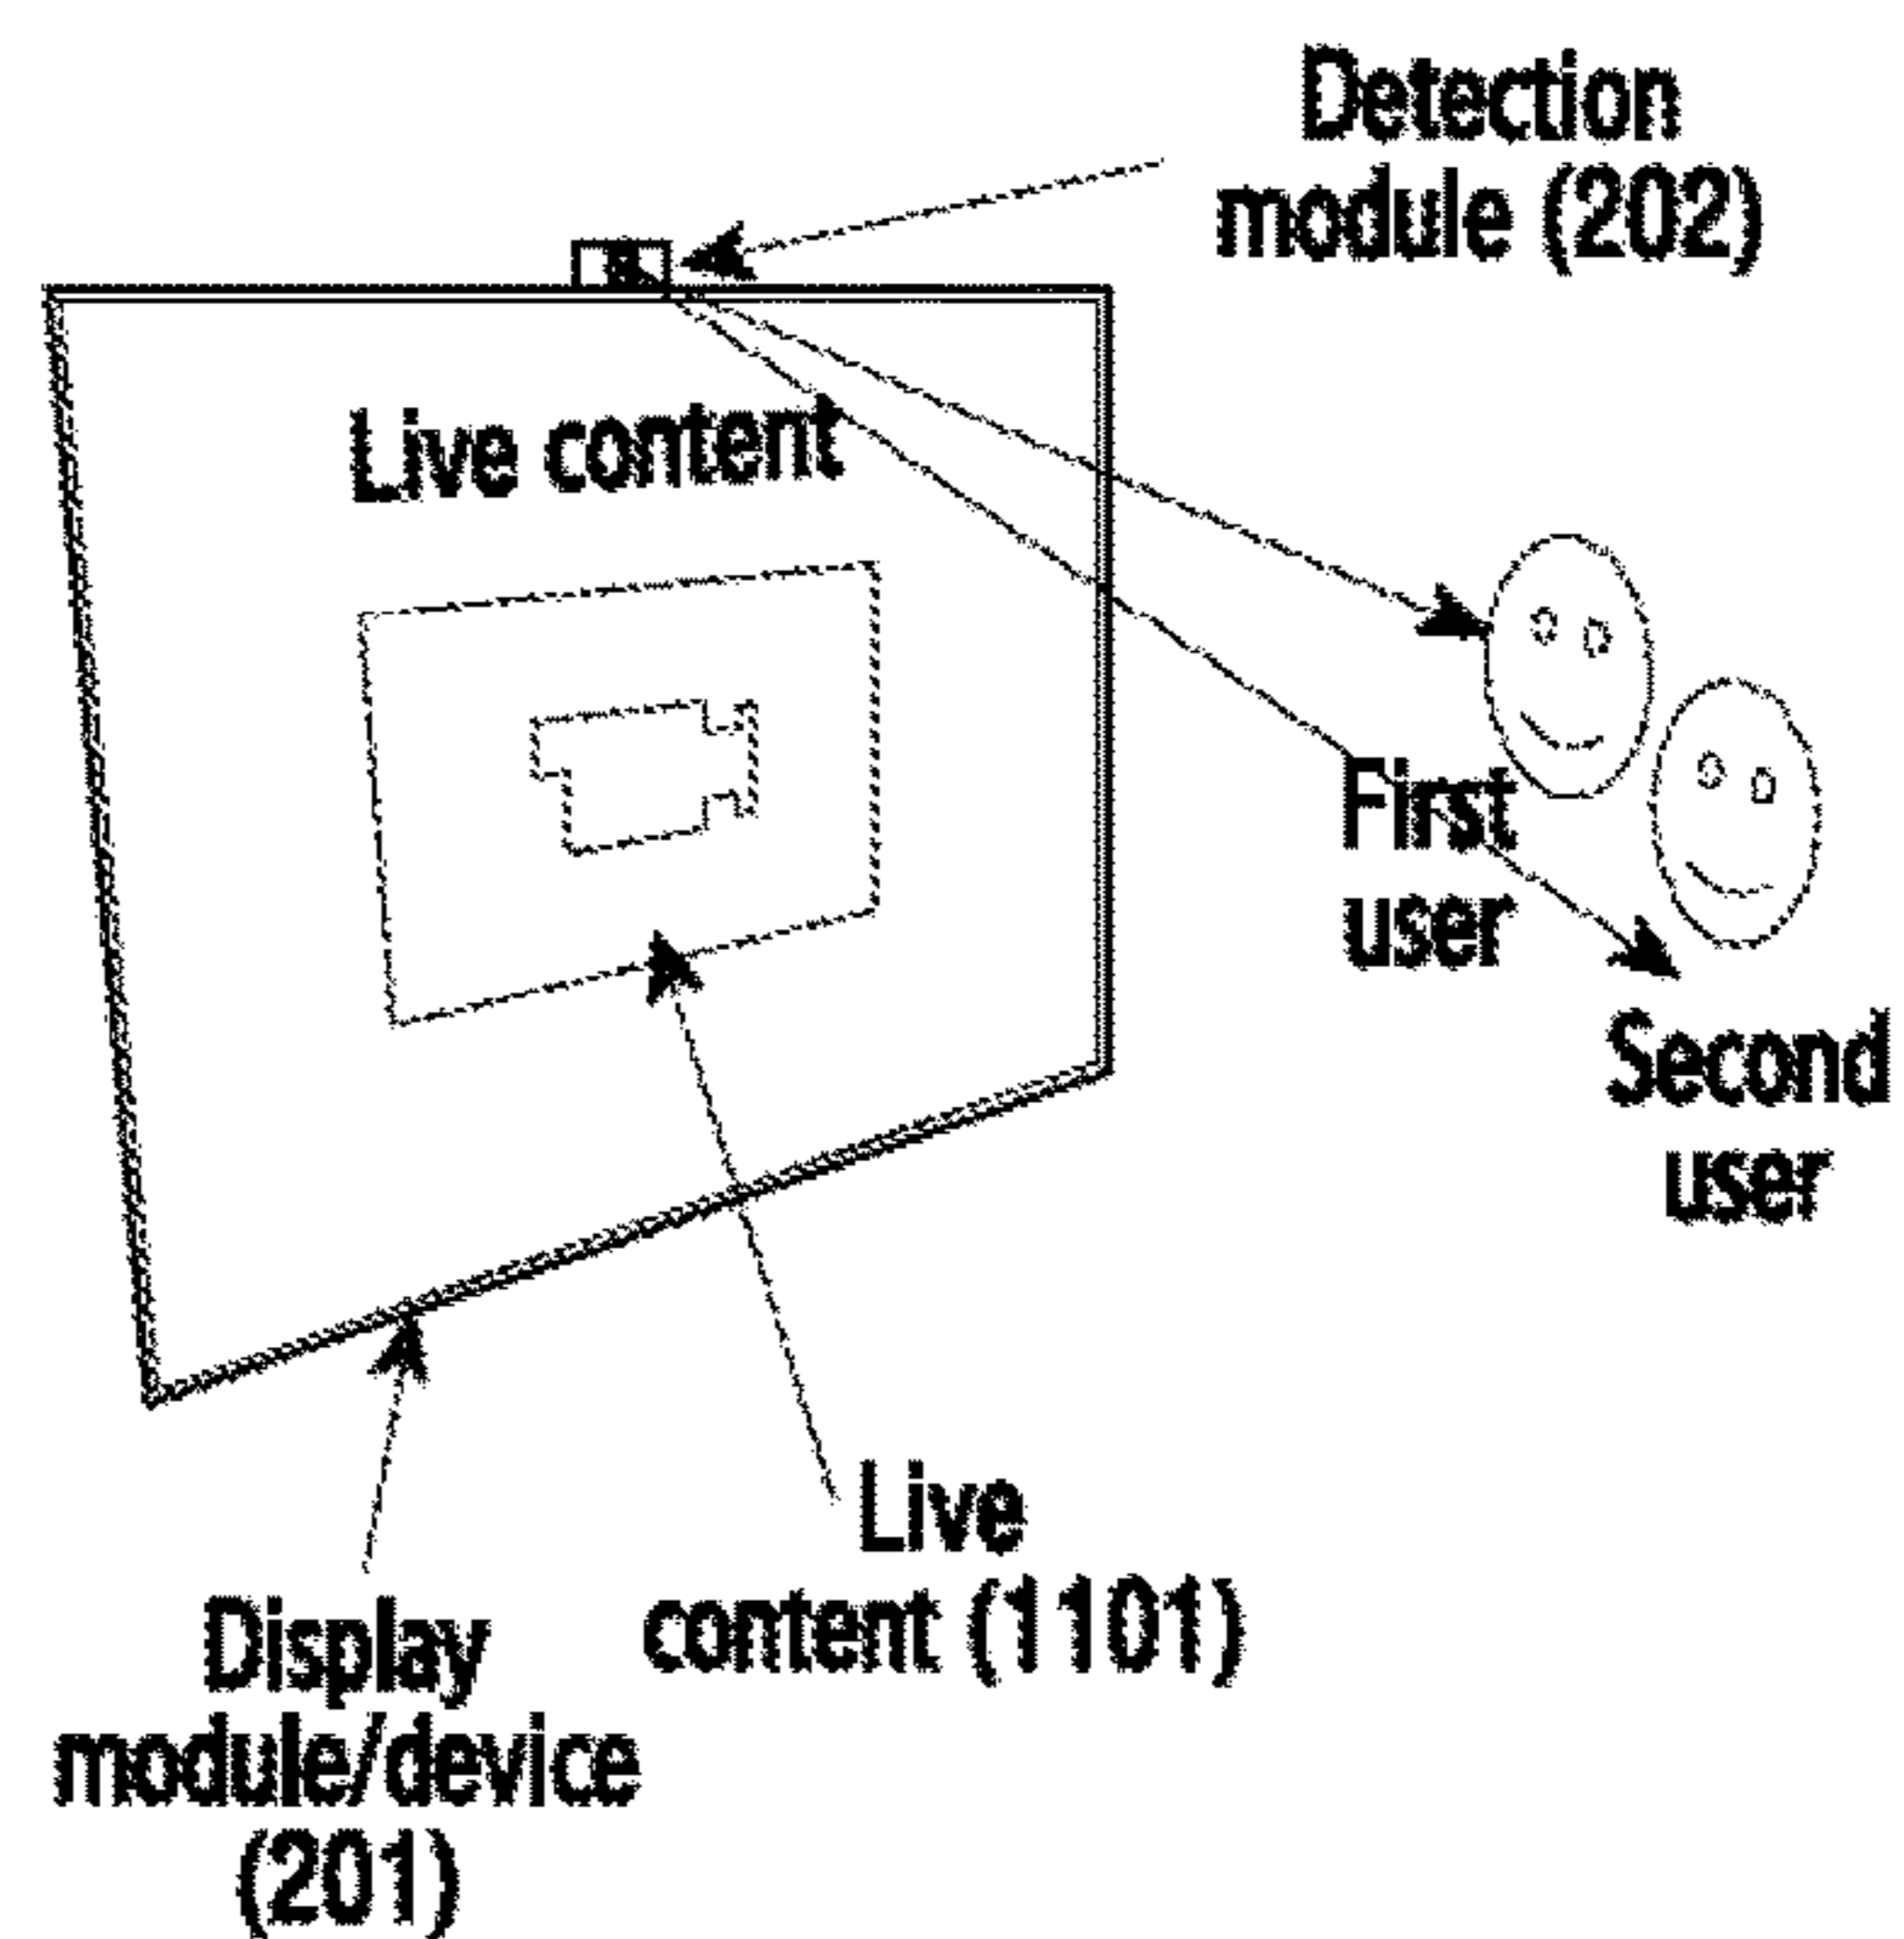 Detection
module (202)
Live content
First
user
Second
user
Live
content (1101)
Display
module/device
(201)